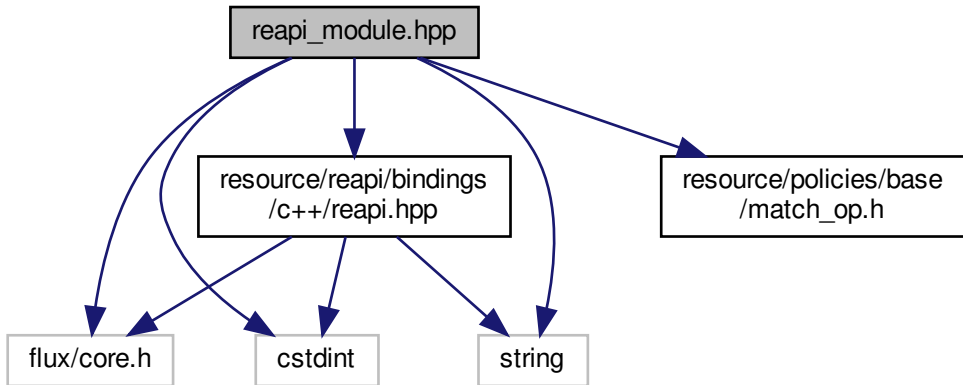 reapi_module.hpp
resource/reapi/bindings
/c++/reapi.hpp
resource/policies/base
/match_op.h
flux/core.h
cstdint
string